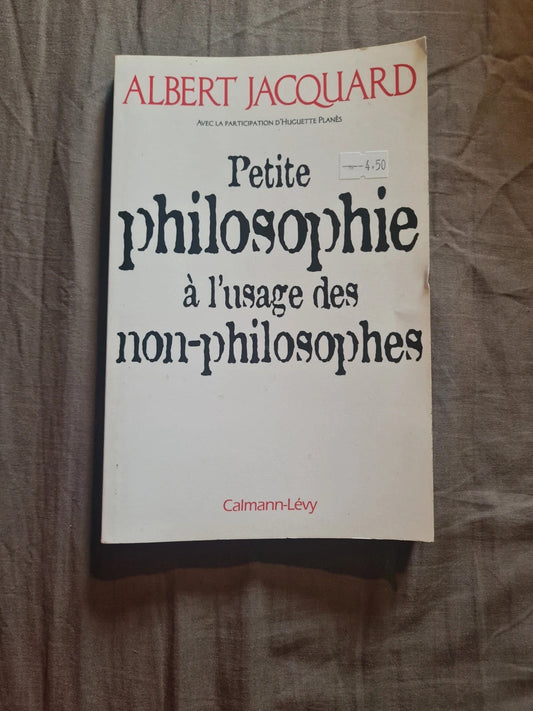 ALBERT JACQUARD
AVEC LA PARTICIPATION D'HUGUETTE PLANÈS
4.50
Petite
philosophie
à l'usage des
non-philosophes
Calmann-Lévy